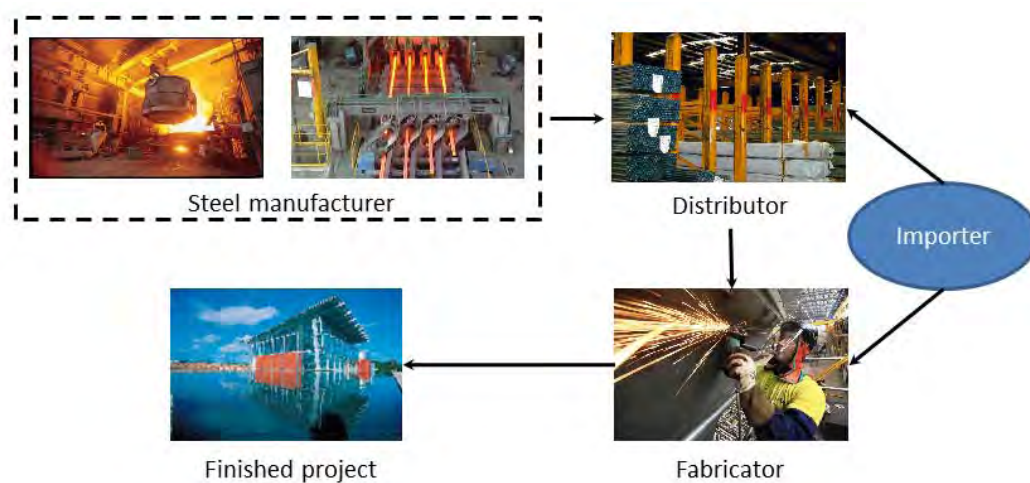 Steel manufacturer
Distributor
Importer
Finished project
Fabricator